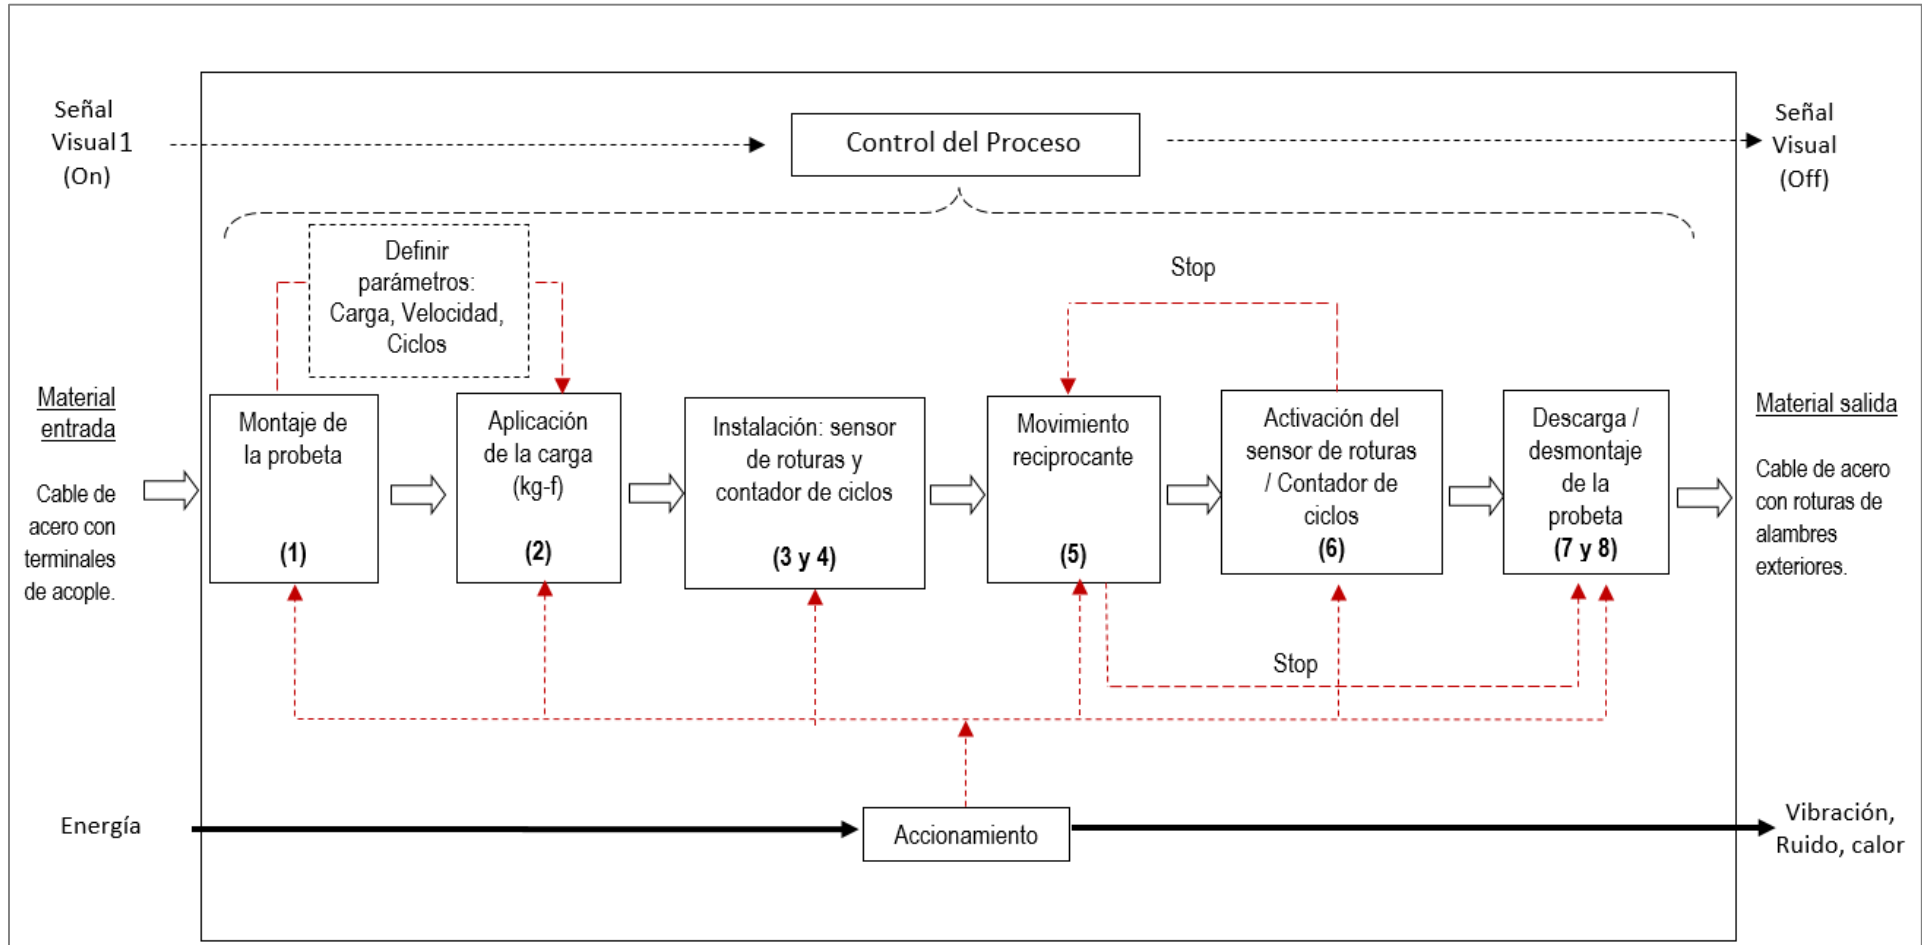 Señal
Visual 1
(On)
Control del Proceso
Señal
Visual
(Off)
Definir
parámetros:
Carga, Velocidad,
Ciclos
Stop
Material
entrada
Cable de
acero con
terminales
de acople.
Montaje de
la probeta
(1)
Aplicación
de la carga
(kg-f)
(2)
Instalación: sensor
de roturas y
contador de ciclos
(3 y 4)
Movimiento
reciprocante
(5)
Activación del
sensor de roturas
/ Contador de
ciclos
(6)
Descarga /
desmontaje
de la
probeta
(7 y 8)
Material salida
Cable de acero
con roturas de
alambres
exteriores.
Stop
Energía
Accionamiento
Vibración,
Ruido, calor